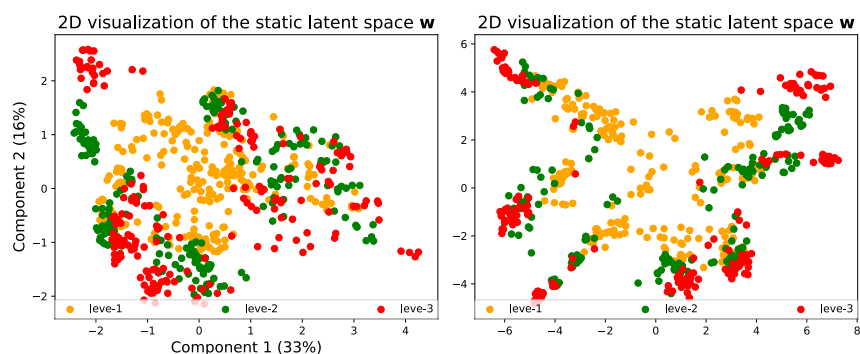 2D visualization of the static latent space w
2D visualization of the static latent space w
Component 2 (16%)
2
1
0
−1
−2
−2
−1
0
1
2
3
4
Component 1 (33%)
leve-1
leve-2
leve-3
6
4
2
0
−2
−4
−6
−4
−2
0
2
4
6
8
leve-1
leve-2
leve-3